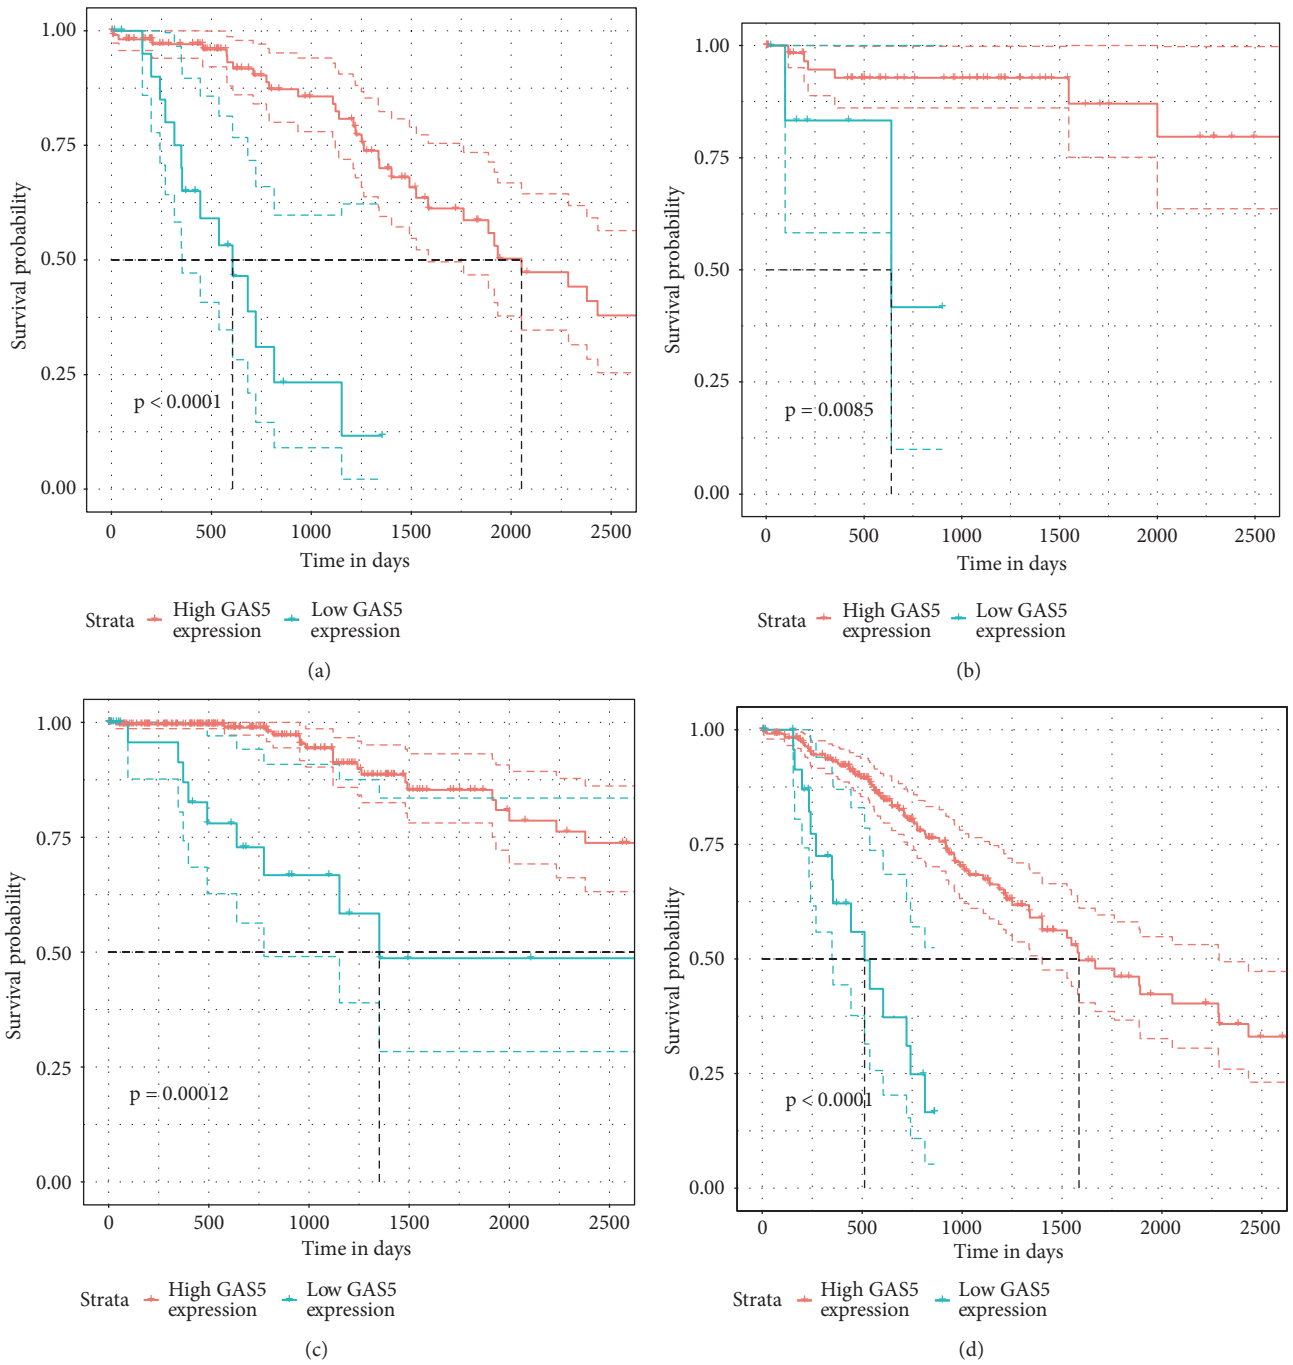 1.00
0.75
0.50
0.25
0.00
Survival probability
p < 0.0001
0 500 1000 1500 2000 2500
Time in days
Strata High GAS5 expression Low GAS5 expression
(a)
1.00
0.75
0.50
0.25
0.00
Survival probability
p = 0.0085
0 500 1000 1500 2000 2500
Time in days
Strata High GAS5 expression Low GAS5 expression
(b)
1.00
0.75
0.50
0.25
0.00
Survival probability
p = 0.00012
0 500 1000 1500 2000 2500
Time in days
Strata High GAS5 expression Low GAS5 expression
(c)
1.00
0.75
0.50
0.25
0.00
Survival probability
p < 0.0001
0 500 1000 1500 2000 2500
Time in days
Strata High GAS5 expression Low GAS5 expression
(d)